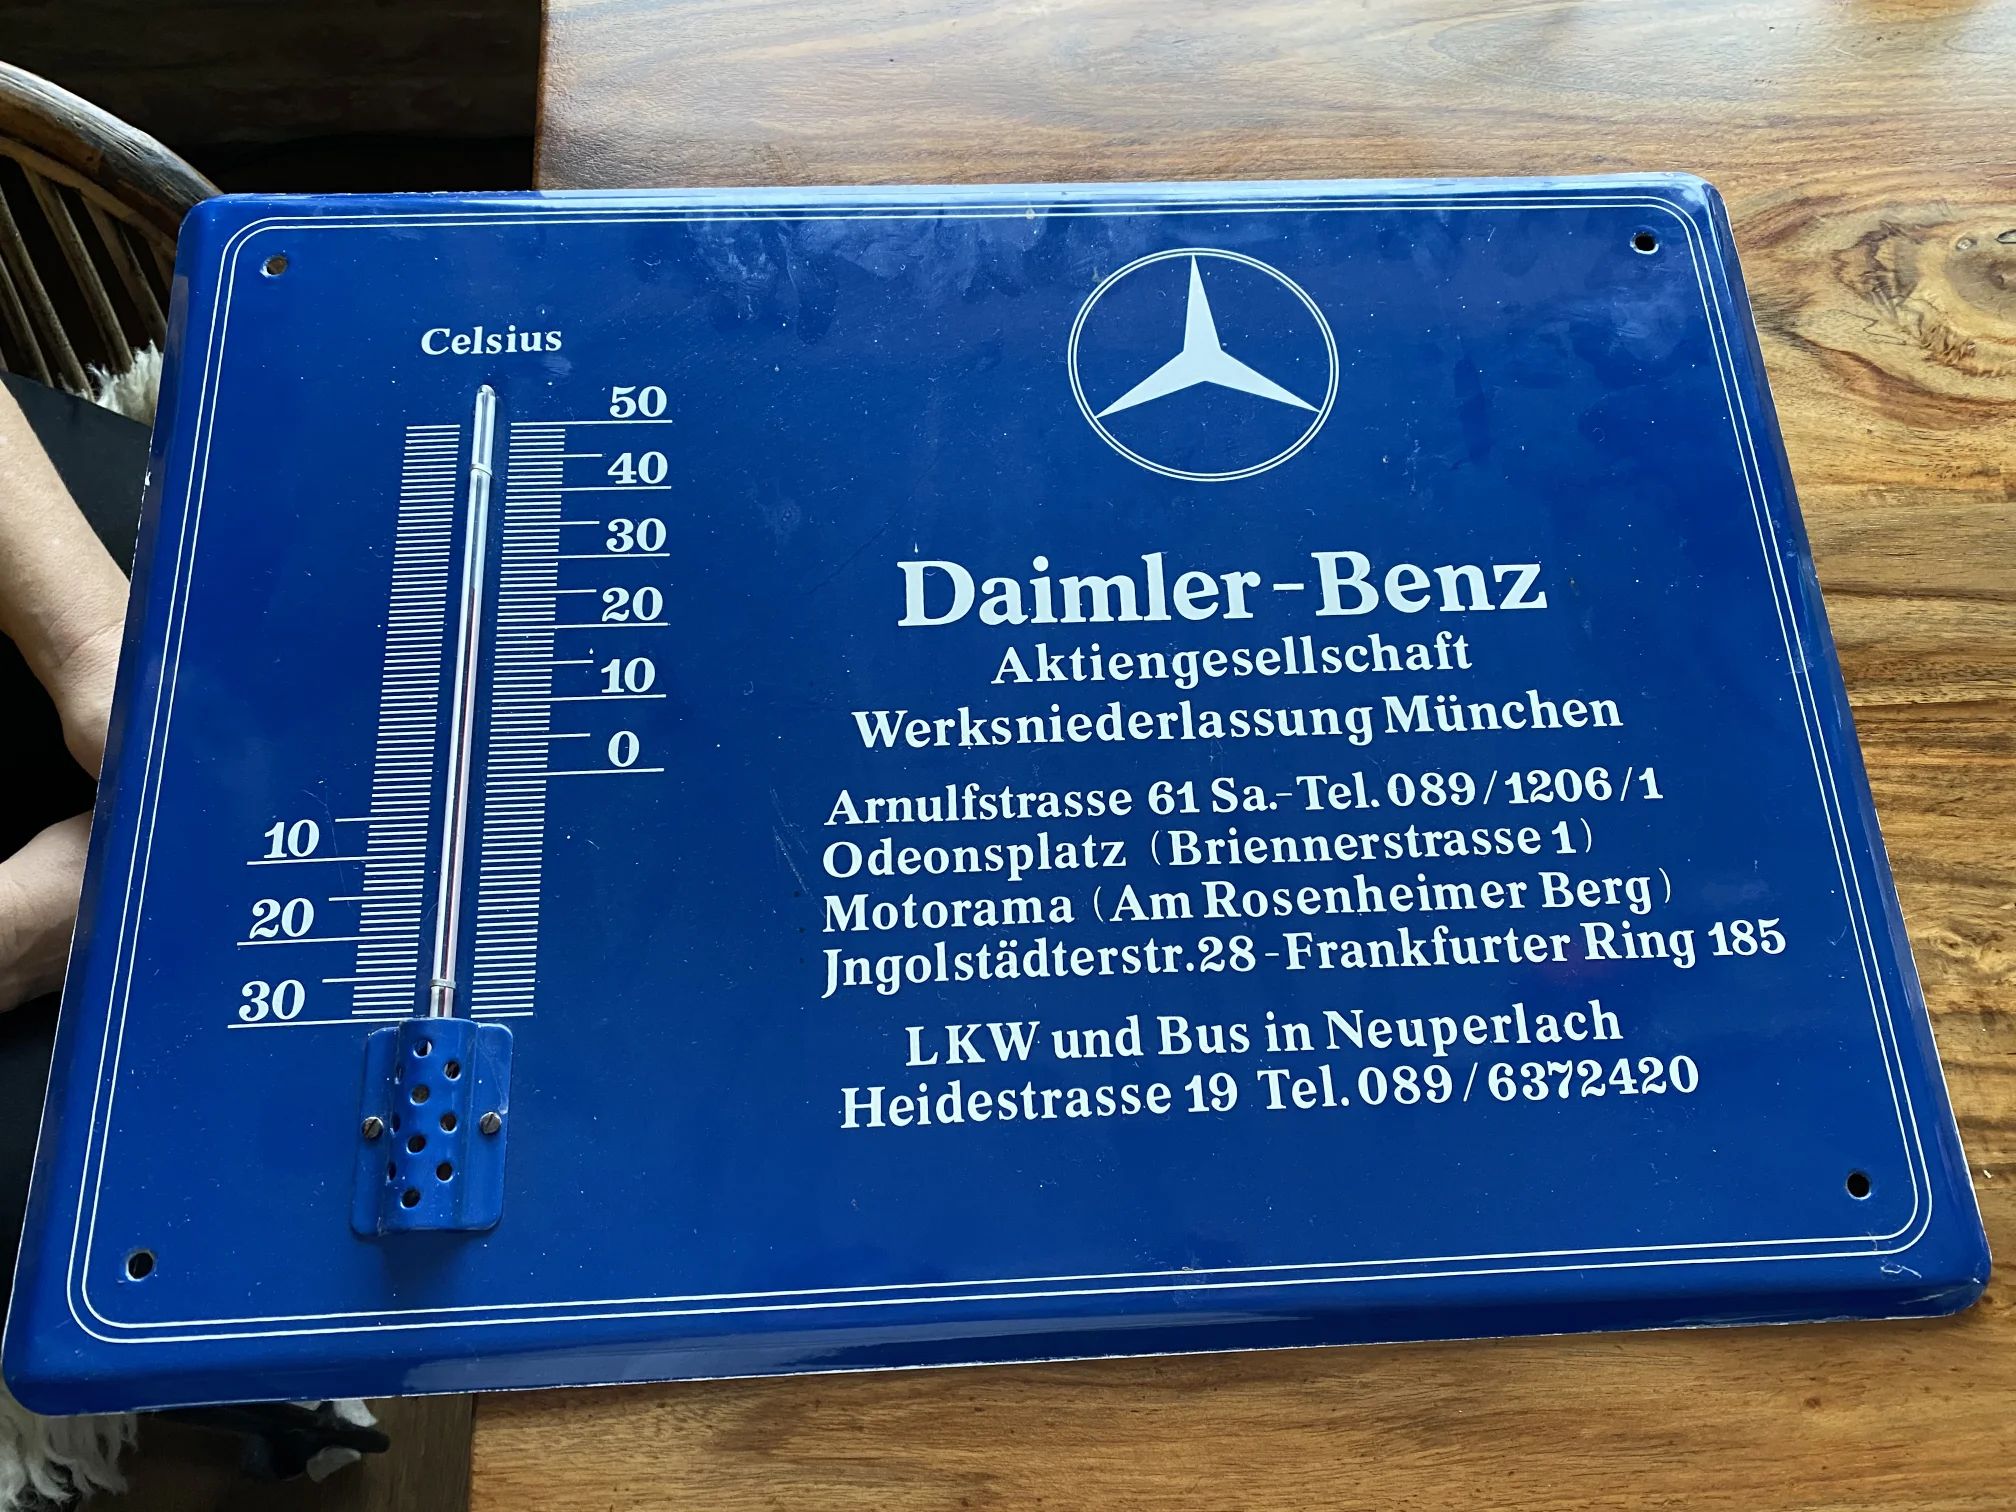 Celsius
50
40
30
20
10
0
10
20
30
Daimler-Benz
Aktiengesellschaft
Werksniederlassung München
Arnulfstrasse 61 Sa.-Tel. 089/1206/1
Odeonsplatz (Briennerstrasse 1)
Motorama (Am Rosenheimer Berg)
Jngolstädterstr. 28 - Frankfurter Ring 185
LKW und Bus in Neuperlach
Heidestrasse 19 Tel. 089/6372420